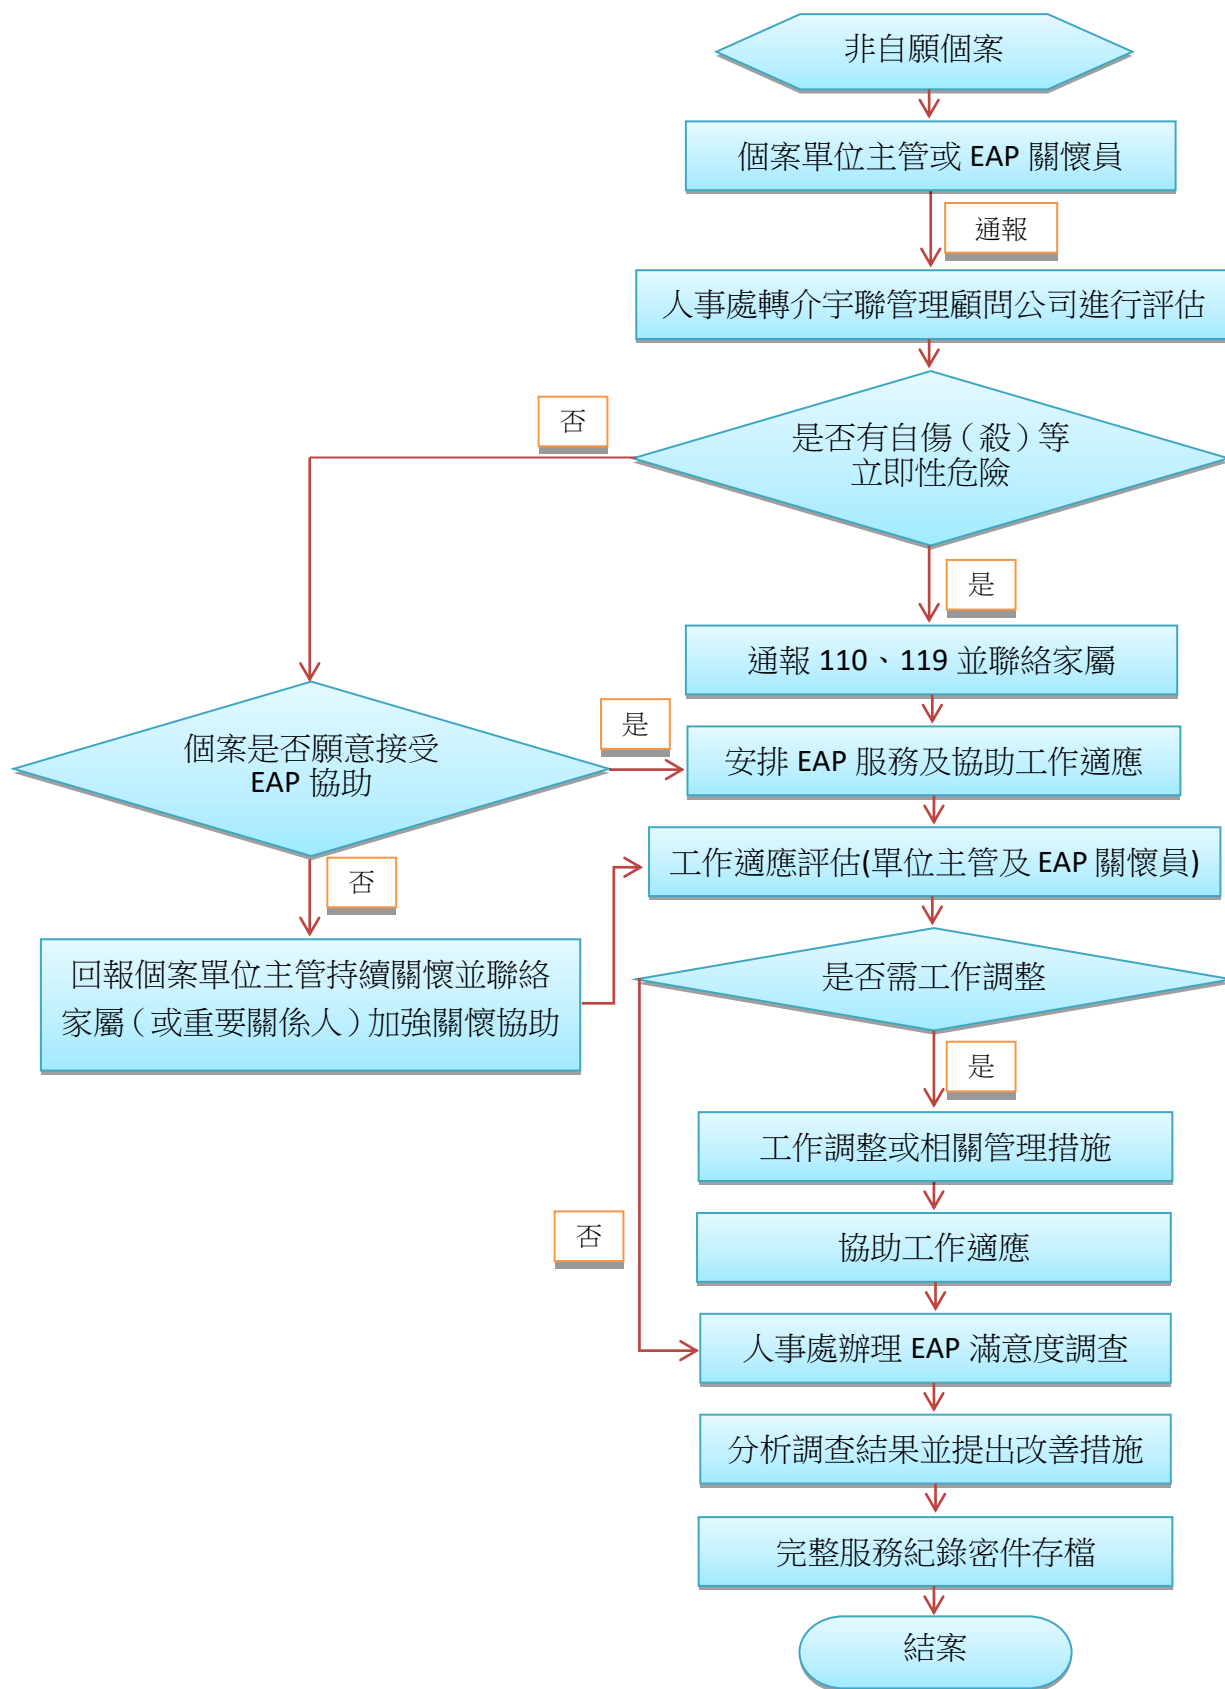 非自願個案
個案單位主管或 EAP 關懷員
通報
人事處轉介宇聯管理顧問公司進行評估
否
是否有自傷（殺）等
立即性危險
是
通報 110、119 並聯絡家屬
個案是否願意接受
EAP 協助
是
安排 EAP 服務及協助工作適應
工作適應評估(單位主管及 EAP 關懷員)
否
回報個案單位主管持續關懷並聯絡
家屬（或重要關係人）加強關懷協助
是否需工作調整
是
工作調整或相關管理措施
否
協助工作適應
人事處辦理 EAP 滿意度調查
分析調查結果並提出改善措施
完整服務紀錄密件存檔
結案